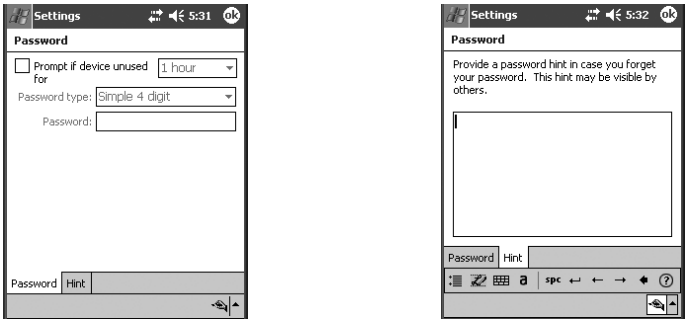 Settings 5:31 ok
Password
Prompt if device unused for 1 hour
Password type: Simple 4 digit
Password:
Password Hint
Settings 5:32 ok
Password
Provide a password hint in case you forget
your password. This hint may be visible by
others.
Password Hint
a spc ?